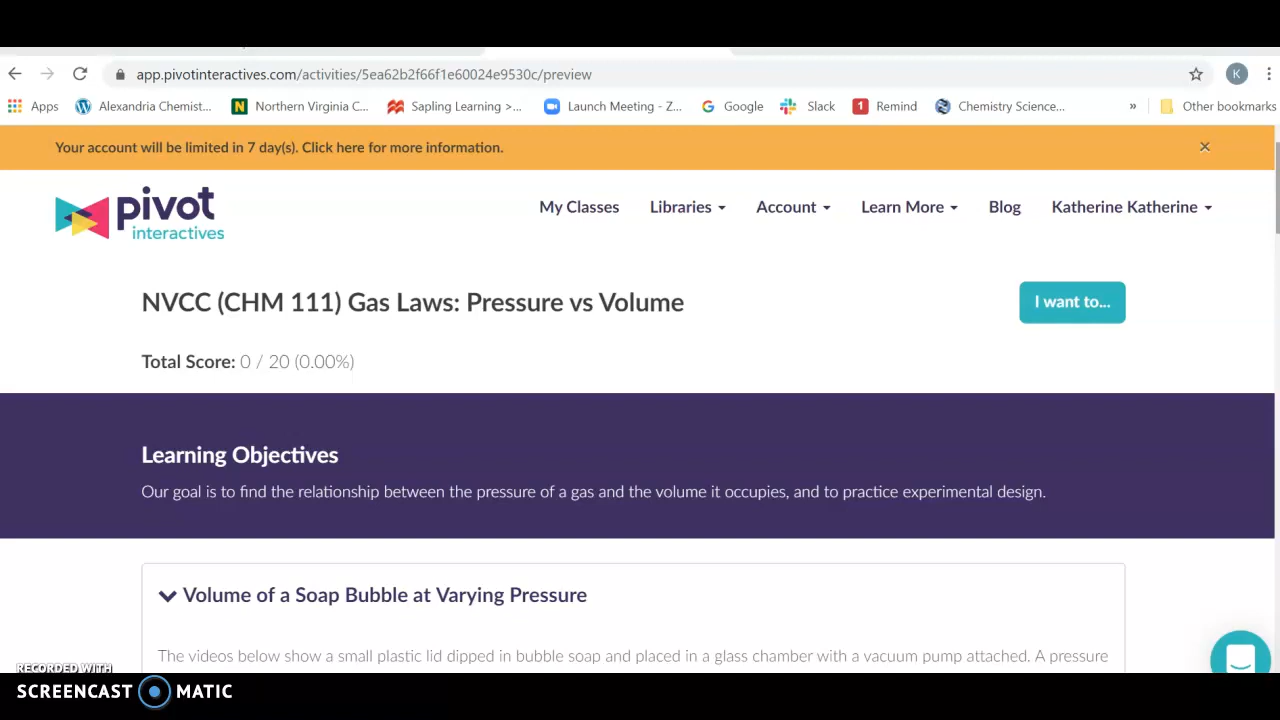 app.pivotinteractives.com/activities/5ea62b2f66f1e60024e9530c/preview
K
Apps Alexandria Chemist... Northern Virginia C... Sapling Learning >... Launch Meeting - Z... Google Slack 1 Remind Chemistry Science... » Other bookmarks
Your account will be limited in 7 day(s). Click here for more information. ×
pivot
interactives
My Classes Libraries Account Learn More Blog Katherine Katherine
NVCC (CHM 111) Gas Laws: Pressure vs Volume
I want to...
Total Score: 0 / 20 (0.00%)
Learning Objectives
Our goal is to find the relationship between the pressure of a gas and the volume it occupies, and to practice experimental design.
Volume of a Soap Bubble at Varying Pressure
The videos below show a small plastic lid dipped in bubble soap and placed in a glass chamber with a vacuum pump attached. A pressure
RECORDED WITH
SCREENCAST MATIC